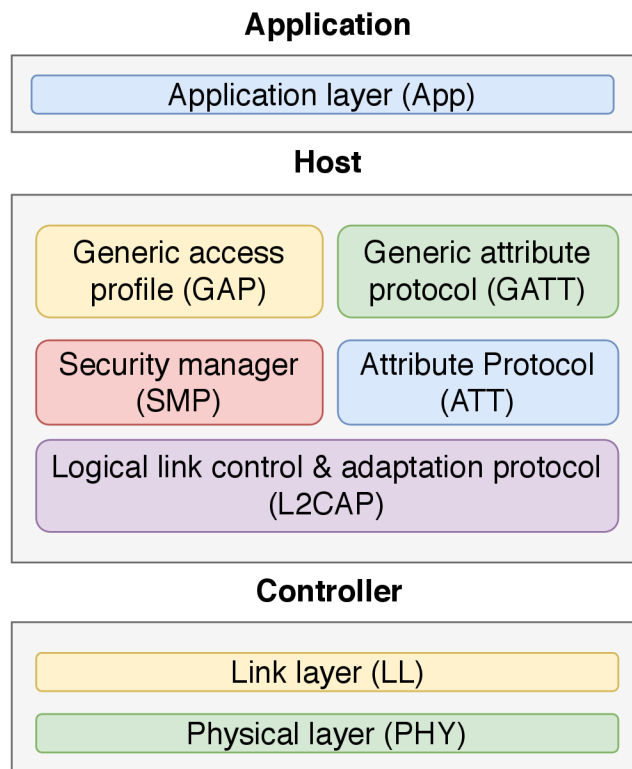 Application
Application layer (App)
Host
Generic access
profile (GAP)
Generic attribute
protocol (GATT)
Security manager
(SMP)
Attribute Protocol
(ATT)
Logical link control & adaptation protocol
(L2CAP)
Controller
Link layer (LL)
Physical layer (PHY)